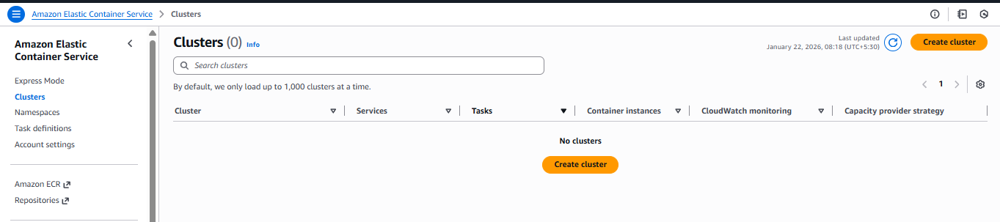 Amazon Elastic Container Service > Clusters
Amazon Elastic
Container Service
Express Mode
Clusters
Namespaces
Task definitions
Account settings
Amazon ECR
Repositories
Clusters (0) Info
Last updated
January 22, 2026, 08:18 (UTC+5:30)
Create cluster
Search clusters
By default, we only load up to 1,000 clusters at a time.
1
Cluster Services Tasks Container instances CloudWatch monitoring Capacity provider strategy
No clusters
Create cluster